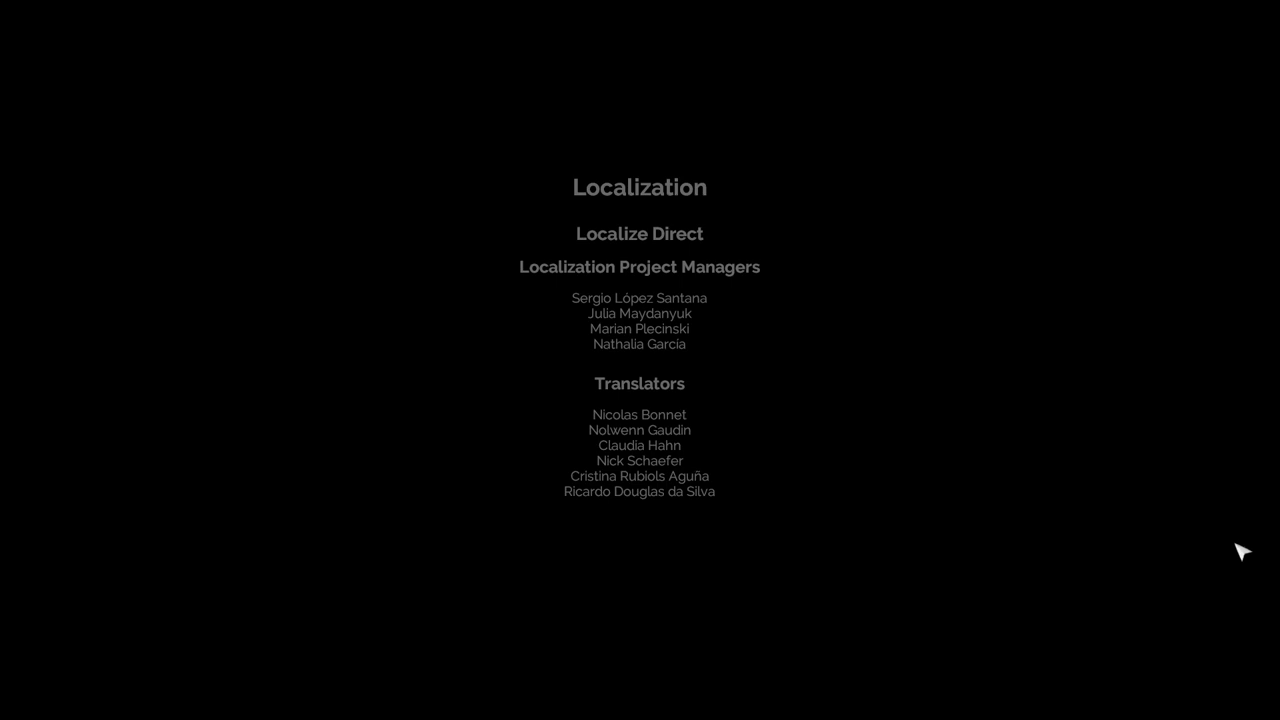 Localization
Localize Direct
Localization Project Managers
Sergio López Santana
Julia Maydanyuk
Marian Plecinski
Nathalia García
Translators
Nicolas Bonnet
Nolwenn Gaudin
Claudia Hahn
Nick Schaefer
Cristina Rubiols Aguña
Ricardo Douglas da Silva